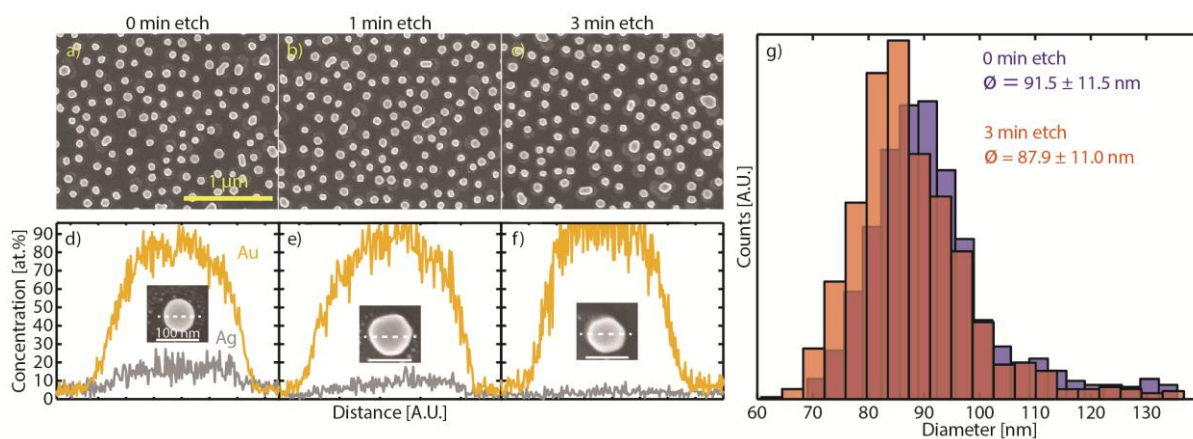 0 min etch
1 min etch
3 min etch
a)
b)
c)
1 µm
d)
e)
f)
Au
Ag
100 nm
Concentration [at.%]
90
80
70
60
50
40
30
20
10
0
Distance [A.U.]
g)
0 min etch
Ø = 91.5 ± 11.5 nm
3 min etch
Ø = 87.9 ± 11.0 nm
Counts [A.U.]
60 70 80 90 100 110 120 130
Diameter [nm]